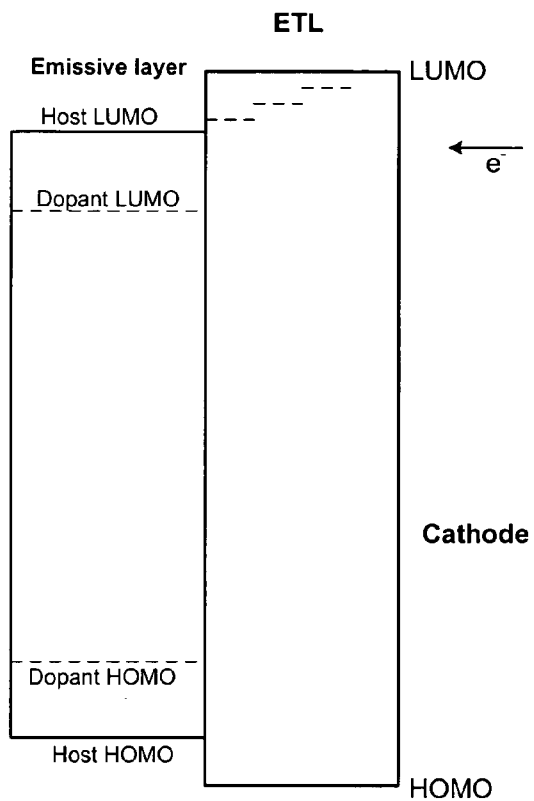 ETL
Emissive layer
LUMO
Host LUMO
e-
Dopant LUMO
Cathode
Dopant HOMO
Host HOMO
HOMO